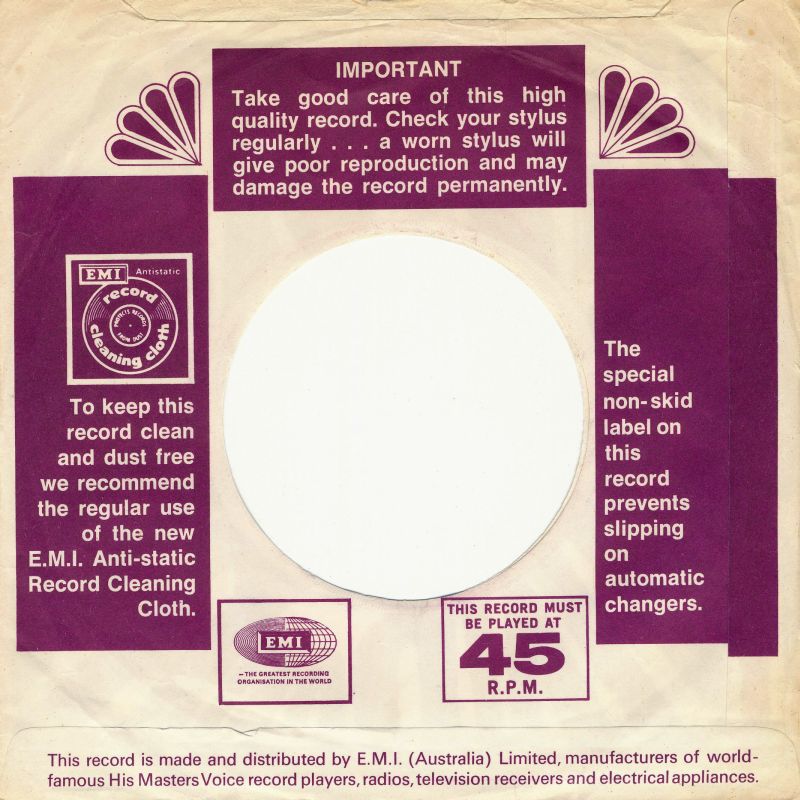 IMPORTANT
Take good care of this high
quality record. Check your stylus
regularly . . . a worn stylus will
give poor reproduction and may
damage the record permanently.
EMI Antistatic
record
cleaning cloth
PROTECTS RECORDS
FROM DUST
To keep this
record clean
and dust free
we recommend
the regular use
of the new
E.M.I. Anti-static
Record Cleaning
Cloth.
The
special
non-skid
label on
this
record
prevents
slipping
on
automatic
changers.
EMI
—THE GREATEST RECORDING
ORGANISATION IN THE WORLD
THIS RECORD MUST
BE PLAYED AT
45
R.P.M.
This record is made and distributed by E.M.I. (Australia) Limited, manufacturers of world-
famous His Masters Voice record players, radios, television receivers and electrical appliances.